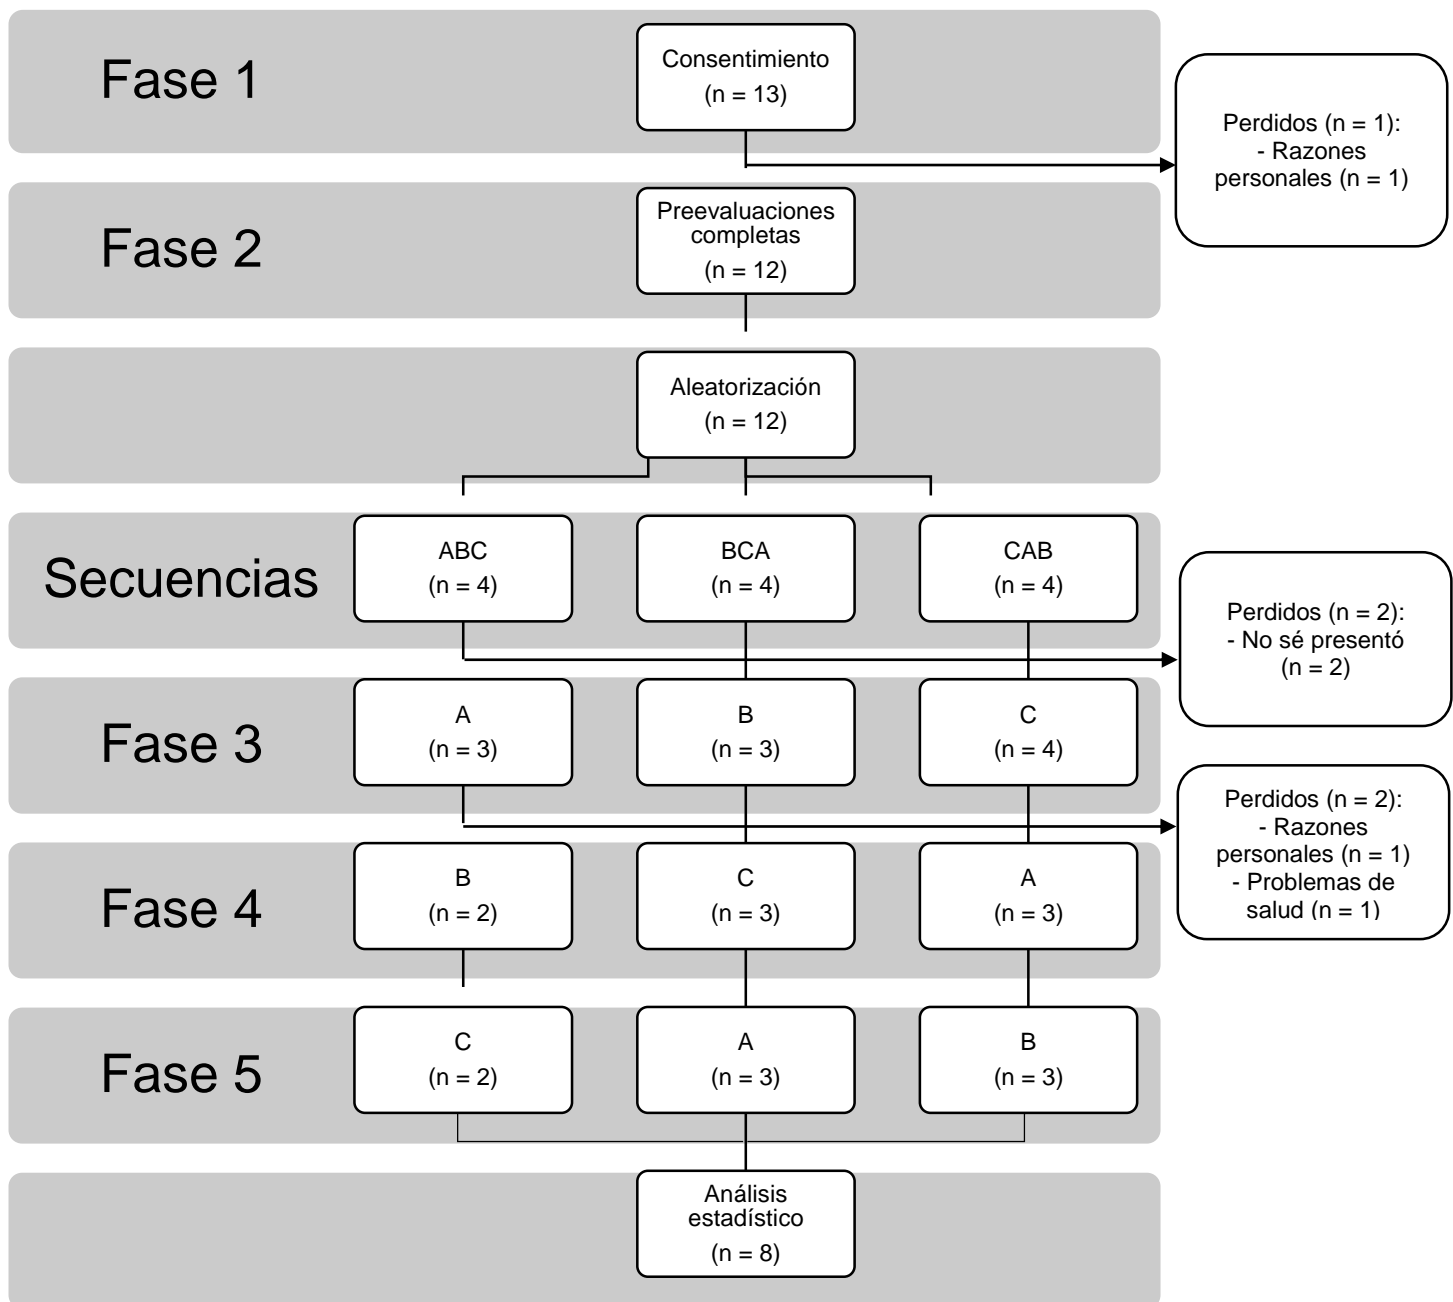 Fase 1
Consentimiento
(n = 13)
Perdidos (n = 1):
- Razones
personales (n = 1)
Fase 2
Preevaluaciones
completas
(n = 12)
Aleatorización
(n = 12)
Secuencias
ABC
(n = 4)
BCA
(n = 4)
CAB
(n = 4)
Perdidos (n = 2):
- No sé presentó
(n = 2)
Fase 3
A
(n = 3)
B
(n = 3)
C
(n = 4)
Perdidos (n = 2):
- Razones
personales (n = 1)
- Problemas de
salud (n = 1)
Fase 4
B
(n = 2)
C
(n = 3)
A
(n = 3)
Fase 5
C
(n = 2)
A
(n = 3)
B
(n = 3)
Análisis
estadístico
(n = 8)